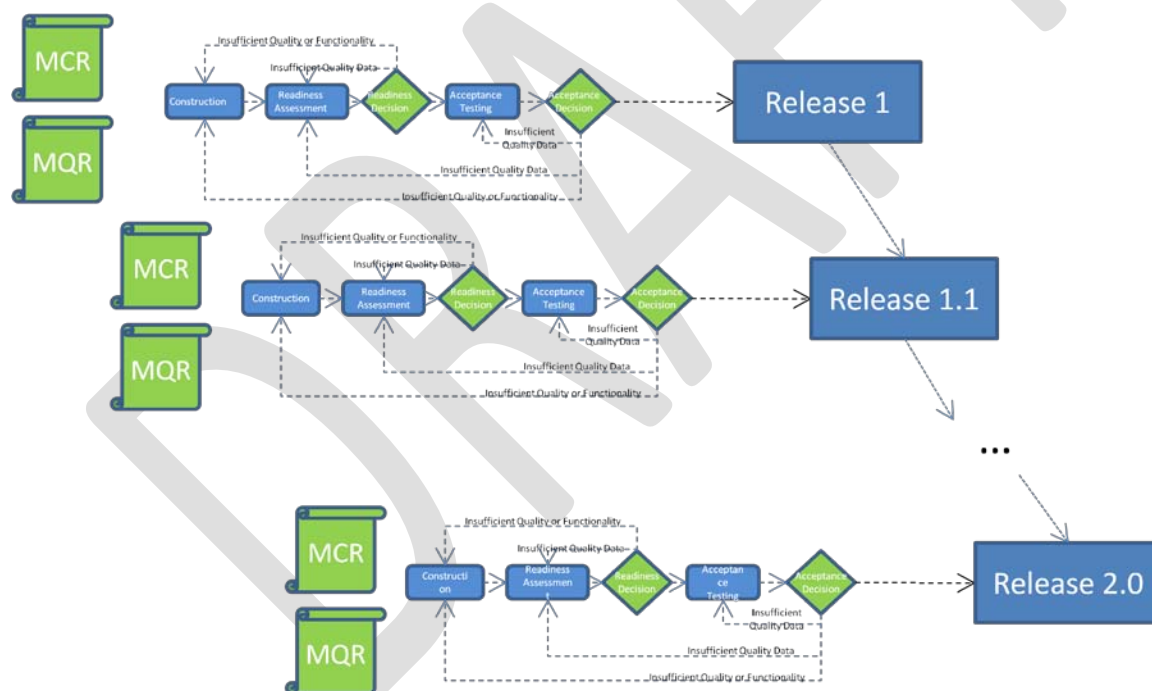 DRAFT
MCR
MQR
Insufficient Quality or Functionality
Insufficient Quality Data
Construction
Readiness
Assessment
Readiness
Decision
Acceptance
Testing
Acceptance
Decision
Insufficient
Quality Data
Insufficient Quality Data
Insufficient Quality or Functionality
Release 1
MCR
MQR
Insufficient Quality or Functionality
Insufficient Quality Data
Construction
Readiness
Assessment
Readiness
Decision
Acceptance
Testing
Acceptance
Decision
Insufficient
Quality Data
Insufficient Quality Data
Insufficient Quality or Functionality
Release 1.1
...
MCR
MQR
Insufficient Quality or Functionality
Insufficient Quality Data
Constructi
on
Readiness
Assessmen
t
Readiness
Decision
Acceptan
ce
Testing
Acceptance
Decision
Insufficient
Quality Data
Insufficient Quality Data
Insufficient Quality or Functionality
Release 2.0